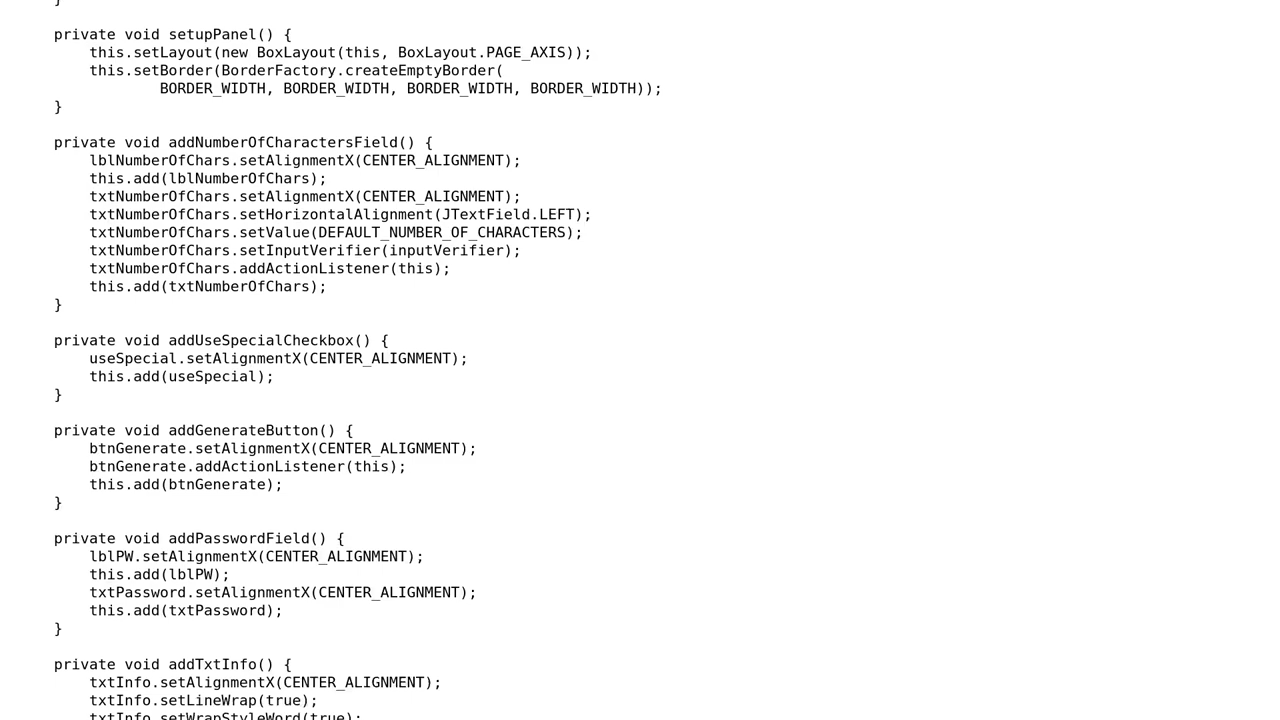 }

private void setupPanel() {
    this.setLayout(new BoxLayout(this, BoxLayout.PAGE_AXIS));
    this.setBorder(BorderFactory.createEmptyBorder(
            BORDER_WIDTH, BORDER_WIDTH, BORDER_WIDTH, BORDER_WIDTH));
}

private void addNumberOfCharactersField() {
    lblNumberOfChars.setAlignmentX(CENTER_ALIGNMENT);
    this.add(lblNumberOfChars);
    txtNumberOfChars.setAlignmentX(CENTER_ALIGNMENT);
    txtNumberOfChars.setHorizontalAlignment(JTextField.LEFT);
    txtNumberOfChars.setValue(DEFAULT_NUMBER_OF_CHARACTERS);
    txtNumberOfChars.setInputVerifier(inputVerifier);
    txtNumberOfChars.addActionListener(this);
    this.add(txtNumberOfChars);
}

private void addUseSpecialCheckbox() {
    useSpecial.setAlignmentX(CENTER_ALIGNMENT);
    this.add(useSpecial);
}

private void addGenerateButton() {
    btnGenerate.setAlignmentX(CENTER_ALIGNMENT);
    btnGenerate.addActionListener(this);
    this.add(btnGenerate);
}

private void addPasswordField() {
    lblPW.setAlignmentX(CENTER_ALIGNMENT);
    this.add(lblPW);
    txtPassword.setAlignmentX(CENTER_ALIGNMENT);
    this.add(txtPassword);
}

private void addTxtInfo() {
    txtInfo.setAlignmentX(CENTER_ALIGNMENT);
    txtInfo.setLineWrap(true);
    txtInfo.setWrapStyleWord(true);